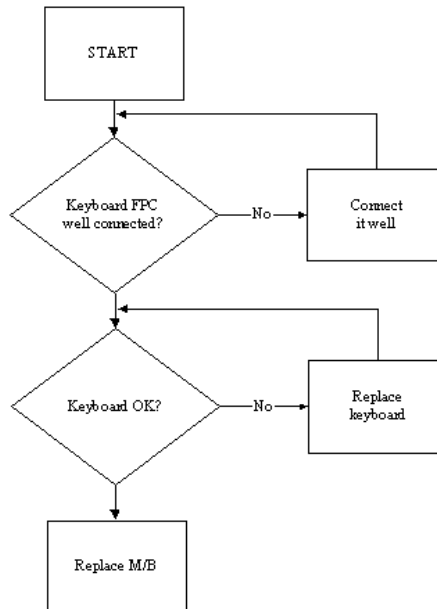 START
Keyboard FPC
well connected?
No
Connect
it well
Keyboard OK?
No
Replace
keyboard
Replace M/B